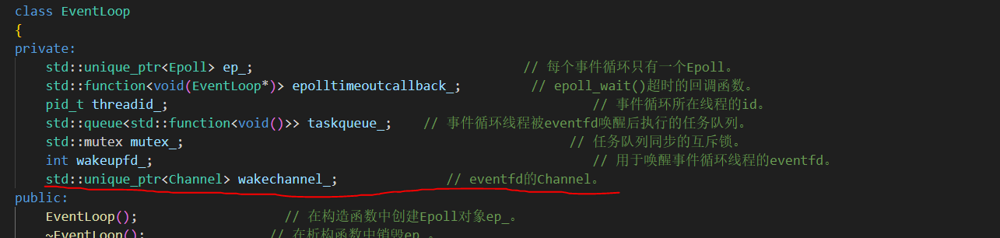 class EventLoop
{
private:
std::unique_ptr<Epoll> ep_; // 每个事件循环只有一个Epoll。
std::function<void(EventLoop*)> epolltimeoutcallback_; // epoll_wait()超时的回调函数。
pid_t threadid_; // 事件循环所在线程的id。
std::queue<std::function<void()>> taskqueue_; // 事件循环线程被eventfd唤醒后执行的任务队列。
std::mutex mutex_; // 任务队列同步的互斥锁。
int wakeupfd_; // 用于唤醒事件循环线程的eventfd。
std::unique_ptr<Channel> wakechannel_; // eventfd的Channel。
public:
EventLoop(); // 在构造函数中创建Epoll对象ep_。
~EventLoop(); // 在析构函数中销毁ep_。